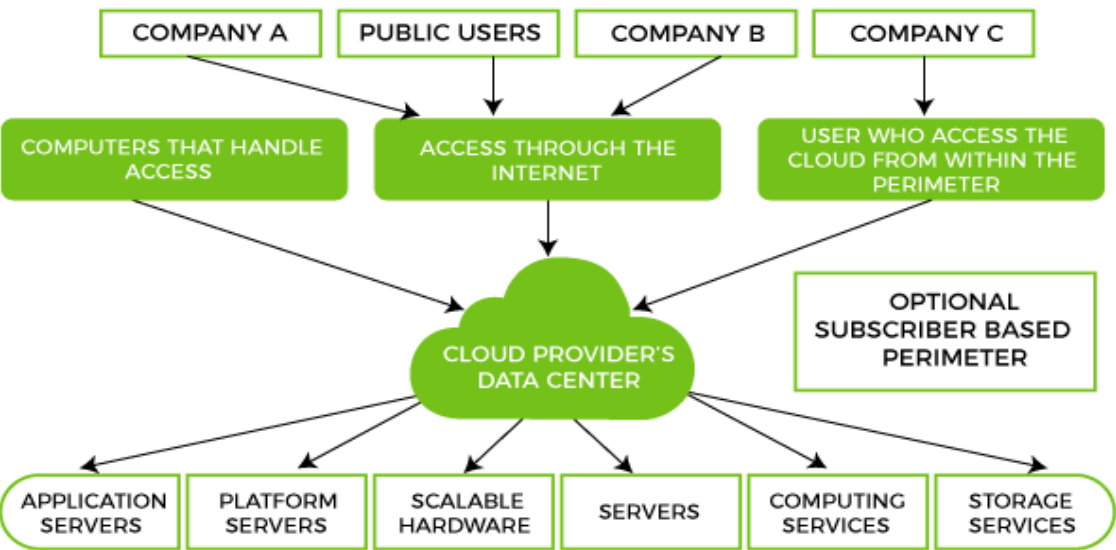 COMPANY A
PUBLIC USERS
COMPANY B
COMPANY C
COMPUTERS THAT HANDLE
ACCESS
ACCESS THROUGH THE
INTERNET
USER WHO ACCESS THE
CLOUD FROM WITHIN THE
PERIMETER
OPTIONAL
SUBSCRIBER BASED
PERIMETER
CLOUD PROVIDER'S
DATA CENTER
APPLICATION
SERVERS
PLATFORM
SERVERS
SCALABLE
HARDWARE
SERVERS
COMPUTING
SERVICES
STORAGE
SERVICES